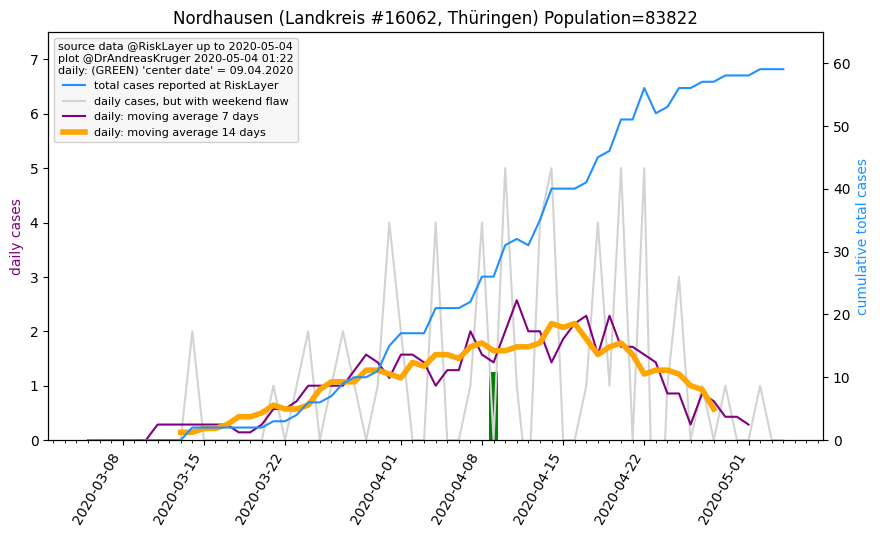 Nordhausen (Landkreis #16062, Thüringen) Population=83822
source data @RiskLayer up to 2020-05-04
plot @DrAndreasKruger 2020-05-04 01:22
daily: (GREEN) 'center date' = 09.04.2020
total cases reported at RiskLayer
daily cases, but with weekend flaw
daily: moving average 7 days
daily: moving average 14 days
daily cases
7
6
5
4
3
2
1
0
60
50
40
30
20
10
0
cumulative total cases
2020-03-08
2020-03-15
2020-03-22
2020-04-01
2020-04-08
2020-04-15
2020-04-22
2020-05-01